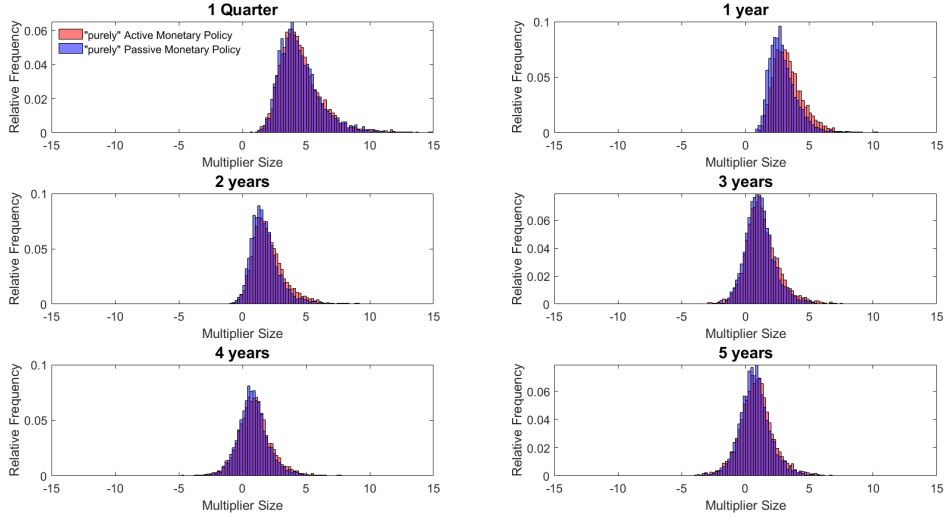 1 Quarter
Relative Frequency
0.06
0.04
0.02
0
"purely" Active Monetary Policy
"purely" Passive Monetary Policy
-15 -10 -5 0 5 10 15
Multiplier Size
1 year
Relative Frequency
0.1
0.05
0
-15 -10 -5 0 5 10 15
Multiplier Size
2 years
Relative Frequency
0.1
0.05
0
-15 -10 -5 0 5 10 15
Multiplier Size
3 years
Relative Frequency
0.06
0.04
0.02
0
-15 -10 -5 0 5 10 15
Multiplier Size
4 years
Relative Frequency
0.1
0.05
0
-15 -10 -5 0 5 10 15
Multiplier Size
5 years
Relative Frequency
0.06
0.04
0.02
0
-15 -10 -5 0 5 10 15
Multiplier Size